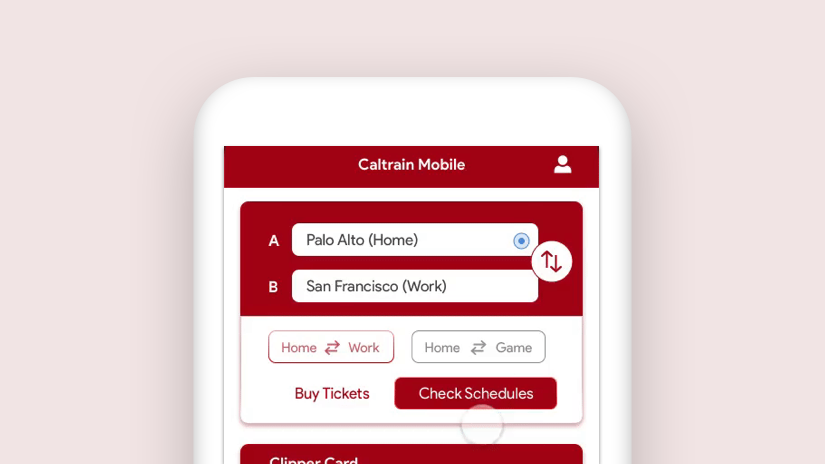 Caltrain Mobile
A Palo Alto (Home)
B San Francisco (Work)
Home Work Home Game
Buy Tickets Check Schedules
Clipper Card